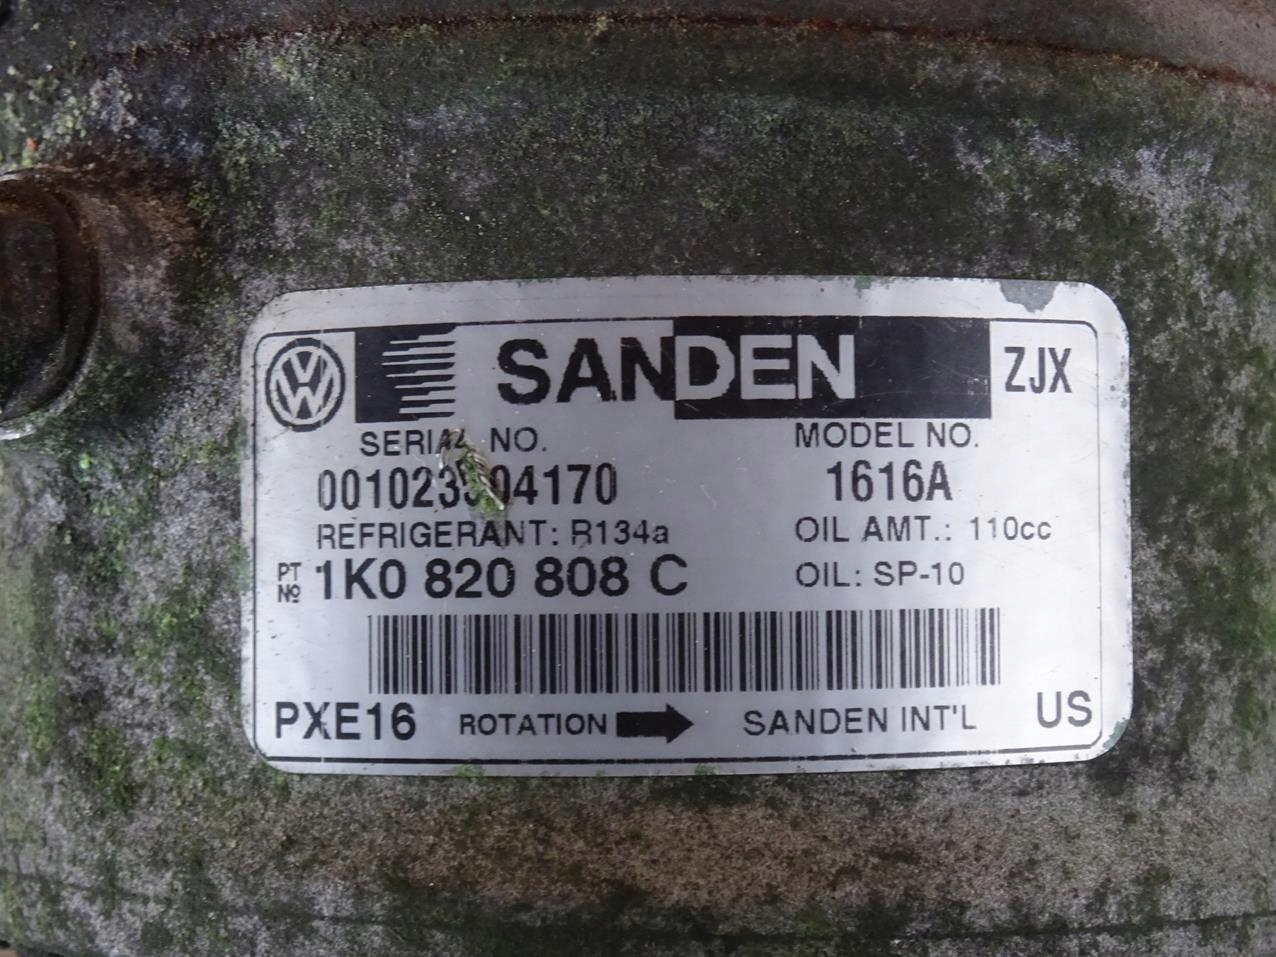 SANDEN ZJX
SERIAL NO. MODEL NO.
1616A
REFRIGERANT: R134a OIL AMT.: 110cc
PT Nº 1K0 820 808 C OIL: SP-10
PXE16 ROTATION SANDEN INT'L US